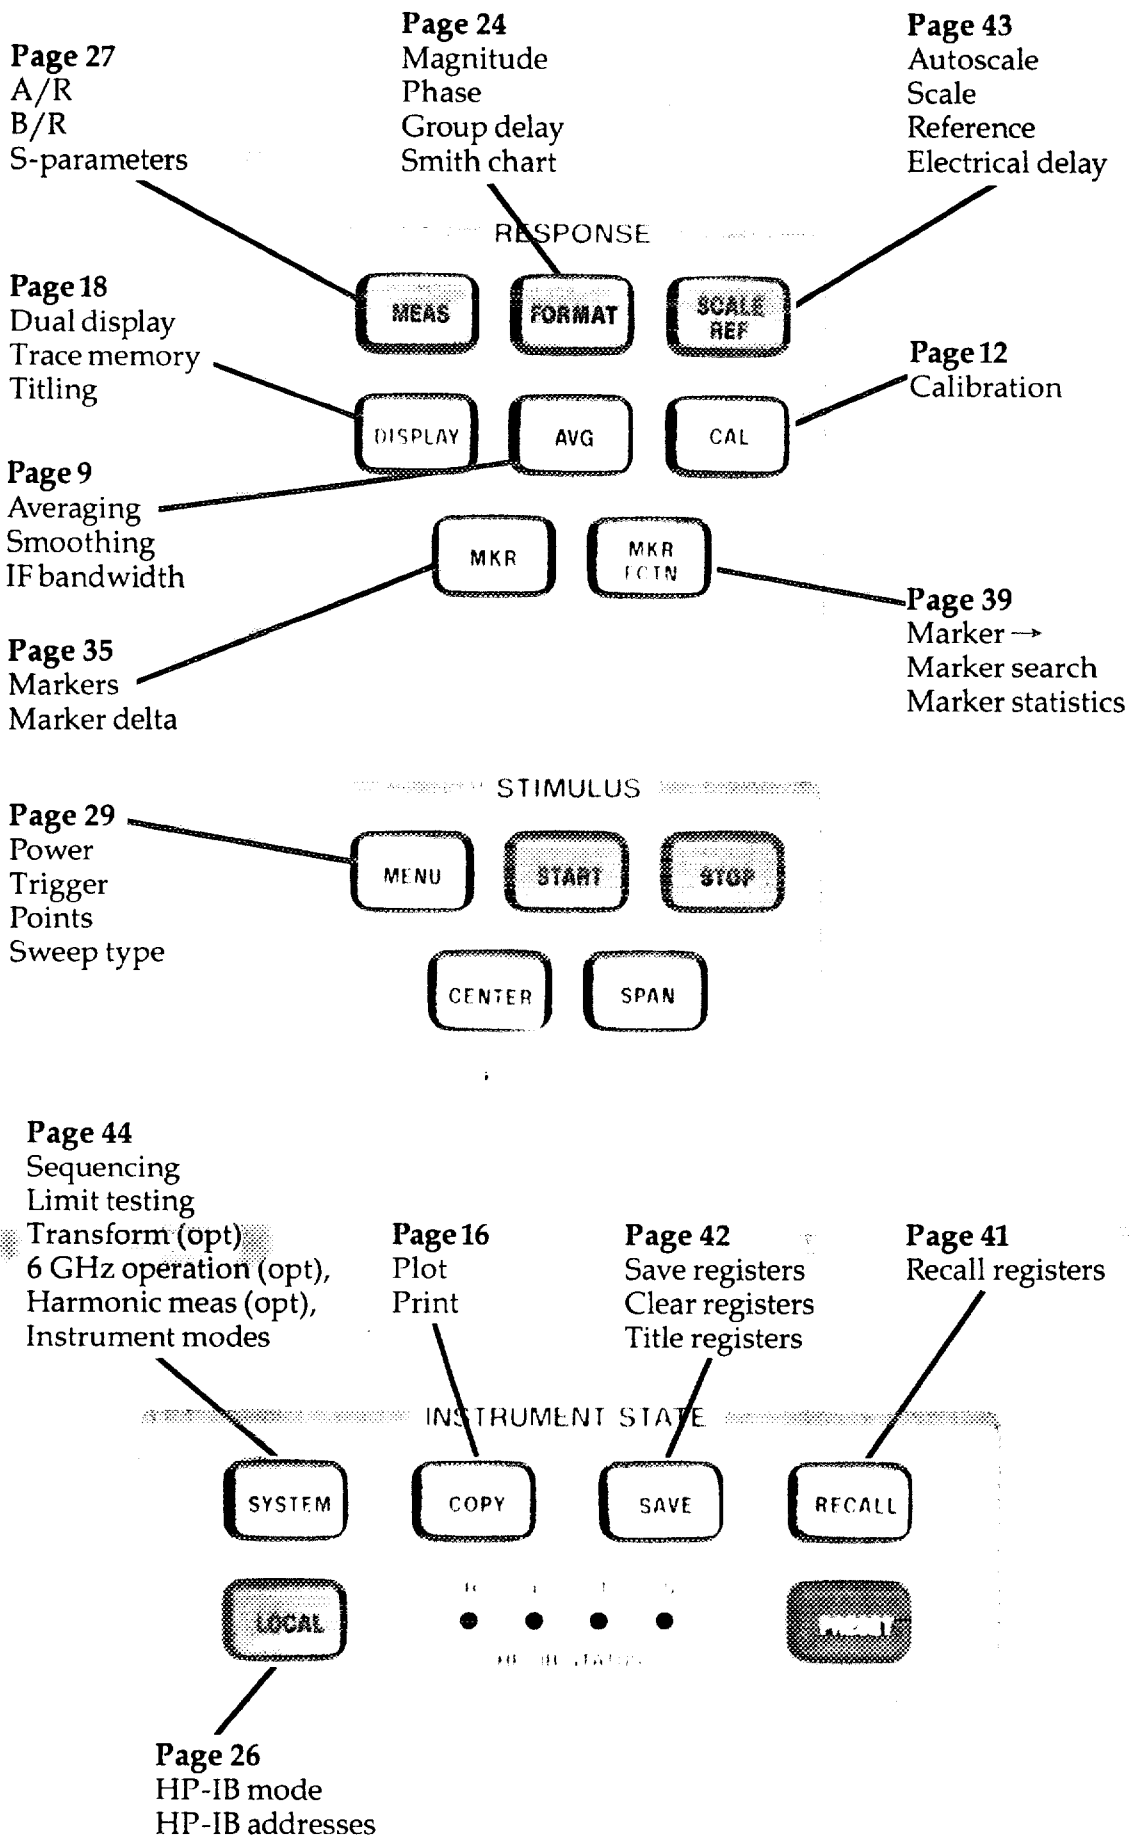 Page 27
A/R
B/R
S-parameters
Page 24
Magnitude
Phase
Group delay
Smith chart
Page 43
Autoscale
Scale
Reference
Electrical delay
RESPONSE
MEAS
FORMAT
SCALE
REF
Page 18
Dual display
Trace memory
Titling
Page 12
Calibration
DISPLAY
AVG
CAL
Page 9
Averaging
Smoothing
IF bandwidth
MKR
MKR
FCTN
Page 39
Marker →
Marker search
Marker statistics
Page 35
Markers
Marker delta
STIMULUS
Page 29
Power
Trigger
Points
Sweep type
MENU
START
STOP
CENTER
SPAN
Page 44
Sequencing
Limit testing
Transform (opt)
6 GHz operation (opt),
Harmonic meas (opt),
Instrument modes
Page 16
Plot
Print
Page 42
Save registers
Clear registers
Title registers
Page 41
Recall registers
INSTRUMENT STATE
SYSTEM
COPY
SAVE
RECALL
LOCAL
Page 26
HP-IB mode
HP-IB addresses